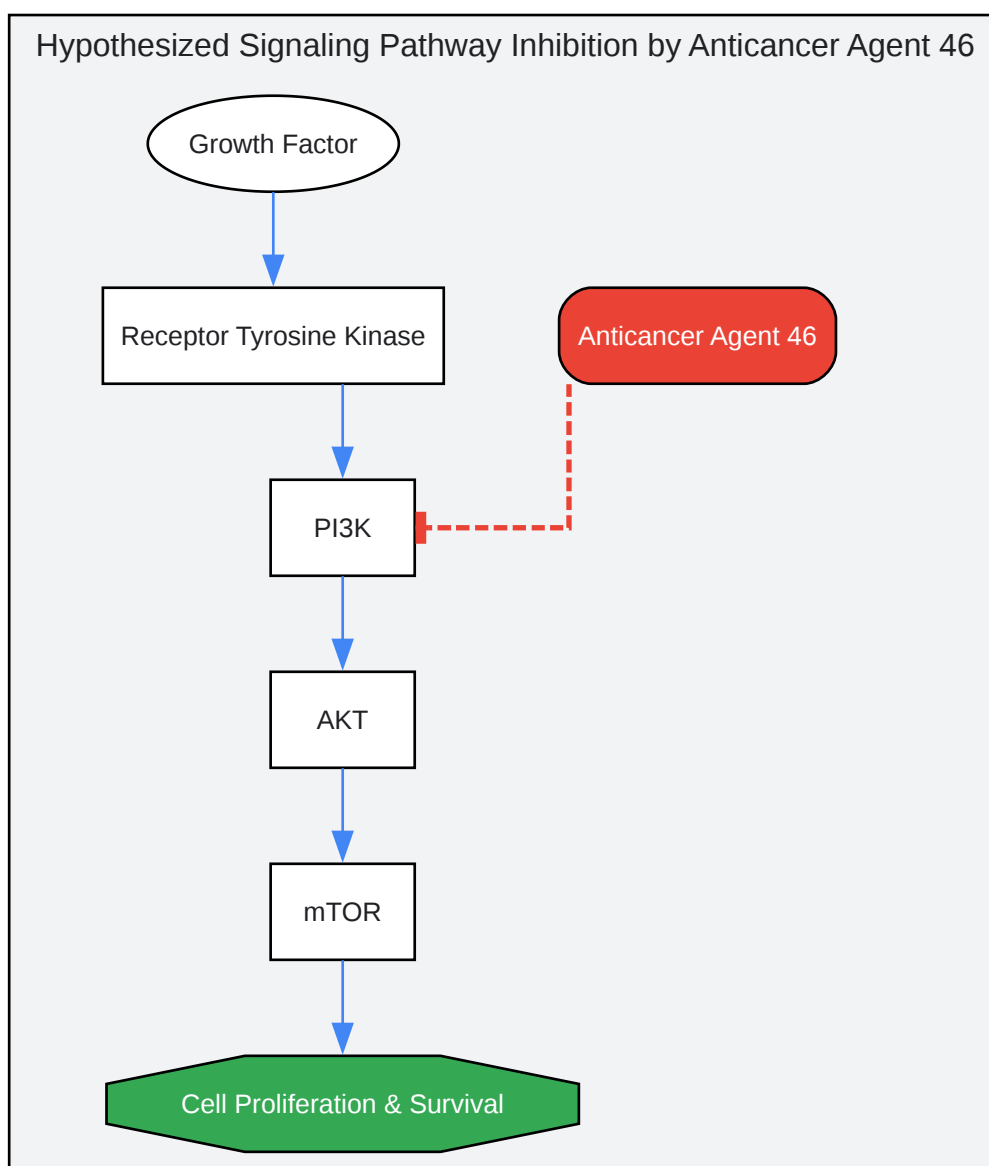 Hypothesized Signaling Pathway Inhibition by Anticancer Agent 46
Growth Factor
Receptor Tyrosine Kinase
Anticancer Agent 46
PI3K
AKT
mTOR
Cell Proliferation & Survival